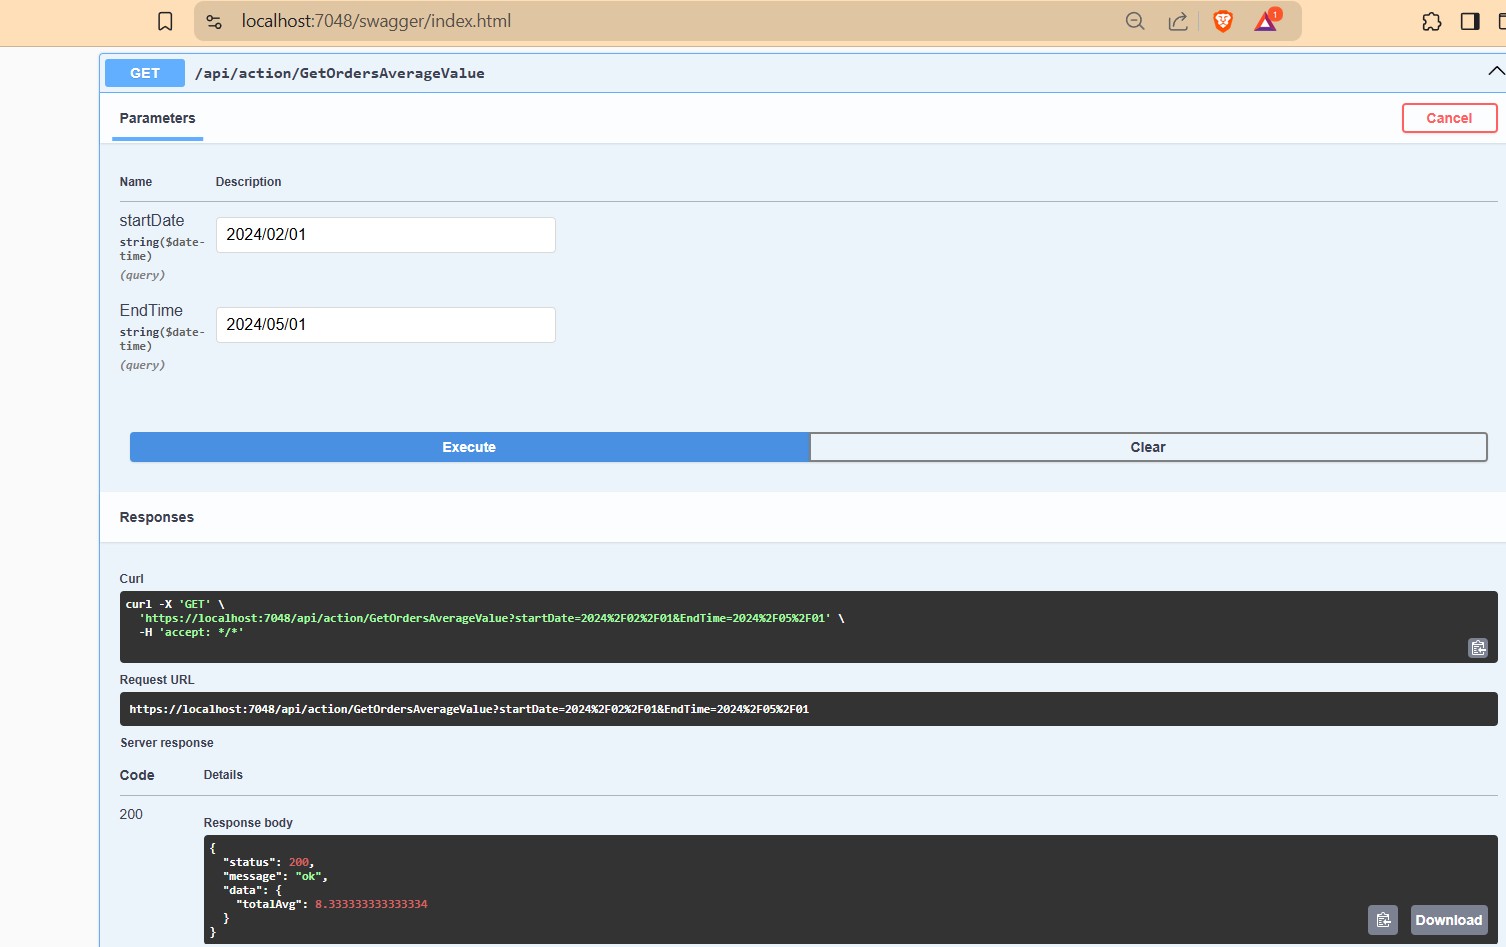 localhost:7048/swagger/index.html
1
GET /api/action/GetOrdersAverageValue
Parameters
Cancel
Name Description
startDate
string($date-
time)
(query)
2024/02/01
EndTime
string($date-
time)
(query)
2024/05/01
Execute
Clear
Responses
Curl
curl -X 'GET' \
'https://localhost:7048/api/action/GetOrdersAverageValue?startDate=2024%2F02%2F01&EndTime=2024%2F05%2F01' \
-H 'accept: */*'
Request URL
https://localhost:7048/api/action/GetOrdersAverageValue?startDate=2024%2F02%2F01&EndTime=2024%2F05%2F01
Server response
Code Details
200
Response body
{
"status": 200,
"message": "ok",
"data": {
"totalAvg": 8.333333333333334
}
}
Download